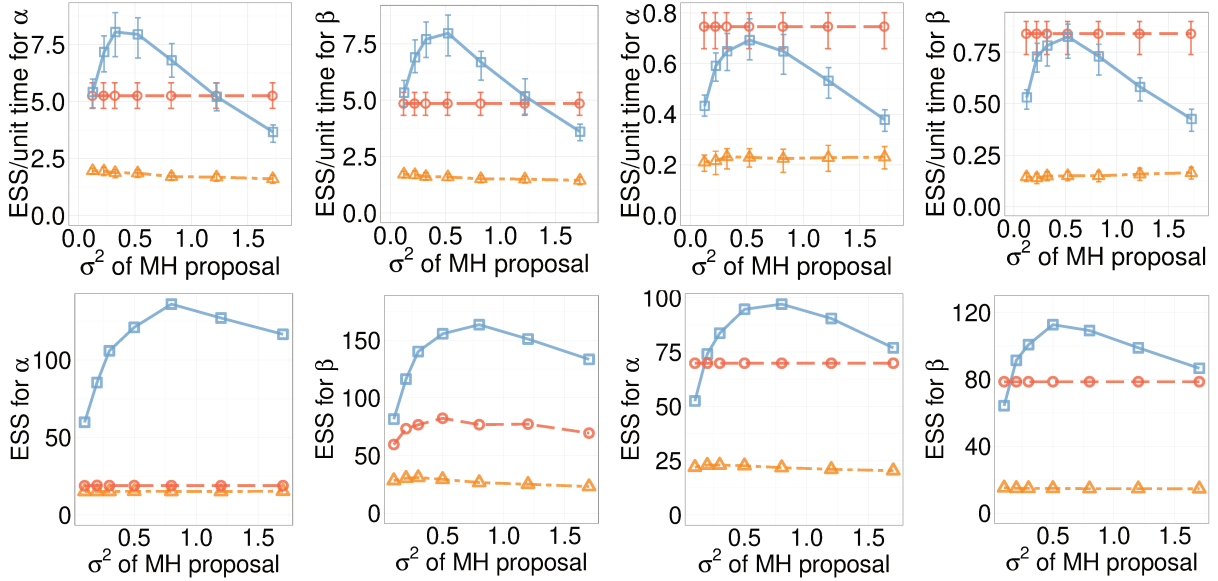 ESS/unit time for α
7.5
5.0
2.5
0.0
0.0 0.5 1.0 1.5
σ² of MH proposal
ESS/unit time for β
7.5
5.0
2.5
0.0
0.0 0.5 1.0 1.5
σ² of MH proposal
ESS/unit time for α
0.8
0.6
0.4
0.2
0.0
0.0 0.5 1.0 1.5
σ² of MH proposal
ESS/unit time for β
0.75
0.50
0.25
0.00
0.0 0.5 1.0 1.5
σ² of MH proposal
ESS for α
100
50
0
0.5 1.0 1.5
σ² of MH proposal
ESS for β
150
100
50
0
0.5 1.0 1.5
σ² of MH proposal
ESS for α
100
75
50
25
0
0.5 1.0 1.5
σ² of MH proposal
ESS for β
120
80
40
0
0.5 1.0 1.5
σ² of MH proposal